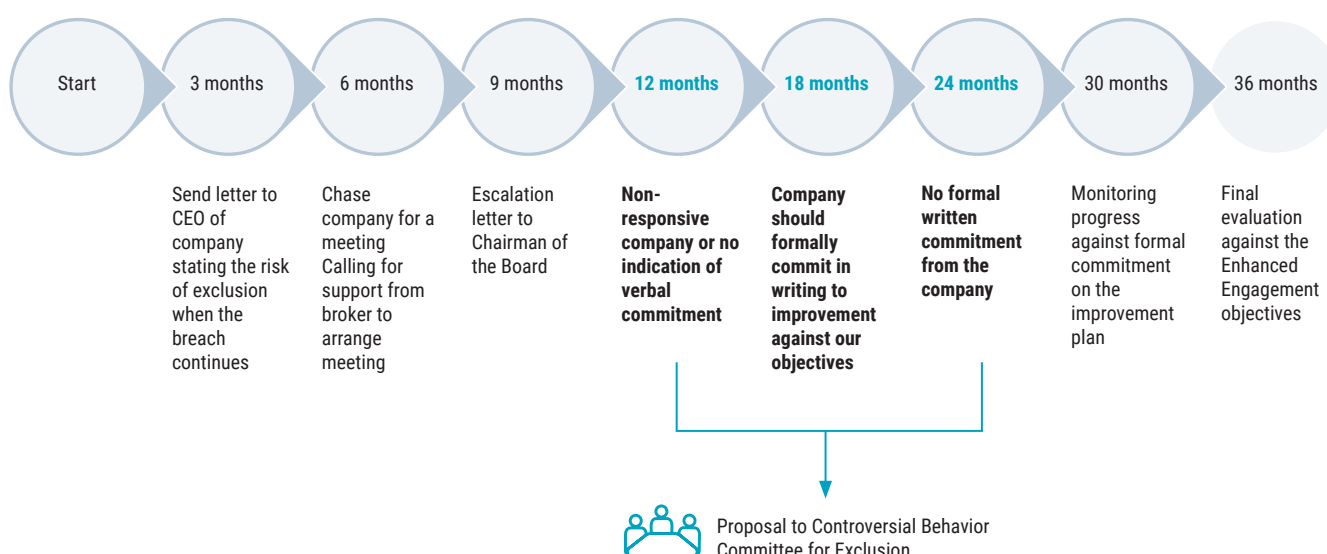 Start
3 months
6 months
9 months
12 months
18 months
24 months
30 months
36 months
Send letter to
CEO of
company
stating the risk
of exclusion
when the
breach
continues
Chase
company for a
meeting
Calling for
support from
broker to
arrange
meeting
Escalation
letter to
Chairman of
the Board
Non-
responsive
company or no
indication of
verbal
commitment
Company
should
formally
commit in
writing to
improvement
against our
objectives
No formal
written
commitment
from the
company
Monitoring
progress
against formal
commitment
on the
improvement
plan
Final
evaluation
against the
Enhanced
Engagement
objectives
Proposal to Controversial Behavior
Committee for Exclusion